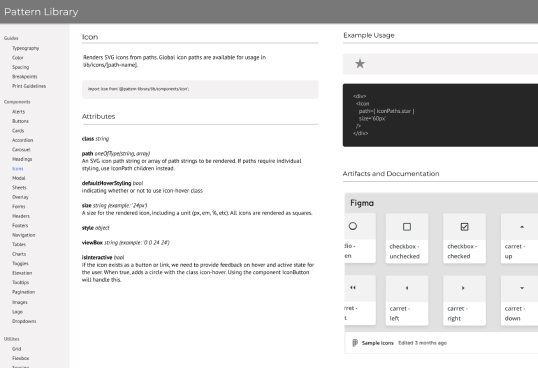 Pattern Library
Guides
Typeography
Color
Spacing
Breakpoints
Print Guidelines
Components
Alerts
Buttons
Cards
Accordion
Carousel
Headings
Icons
Modal
Sheets
Overlay
Forms
Headers
Footers
Navigation
Tables
Charts
Toggles
Elevation
Tooltips
Pagination
Images
Logo
Dropdowns
Utilities
Grid
Flexbox
Icon
Renders SVG icons from paths. Global icon paths are available for usage in
lib/icons/[path-name].
import Icon from '@pattern-library/lib/components/Icon';
Attributes
class string
path oneOfType(string, array)
An SVG icon path string or array of path strings to be rendered. If paths require individual
styling, use IconPath children instead.
defaultHoverStyling bool
Indicating whether or not to use icon-hover class
size string (example: '24px')
A size for the rendered icon, including a unit (px, em, %, etc). All icons are rendered as squares.
style object
viewBox string (example: '0 0 24 24')
isInteractive bool
If the icon exists as a button or link, we need to provide feedback on hover and active state for
the user. When true, adds a circle with the class icon-hover. Using the component IconButton
will handle this.
Example Usage
<div>
<Icon
path={ IconPaths.star }
size='60px'
/>
</div>
Artifacts and Documentation
Figma
dio -
en
checkbox -
unchecked
checkbox -
checked
carret -
up
rret -
t
carret -
left
carret -
right
carret -
down
Sample Icons Edited 3 months ago